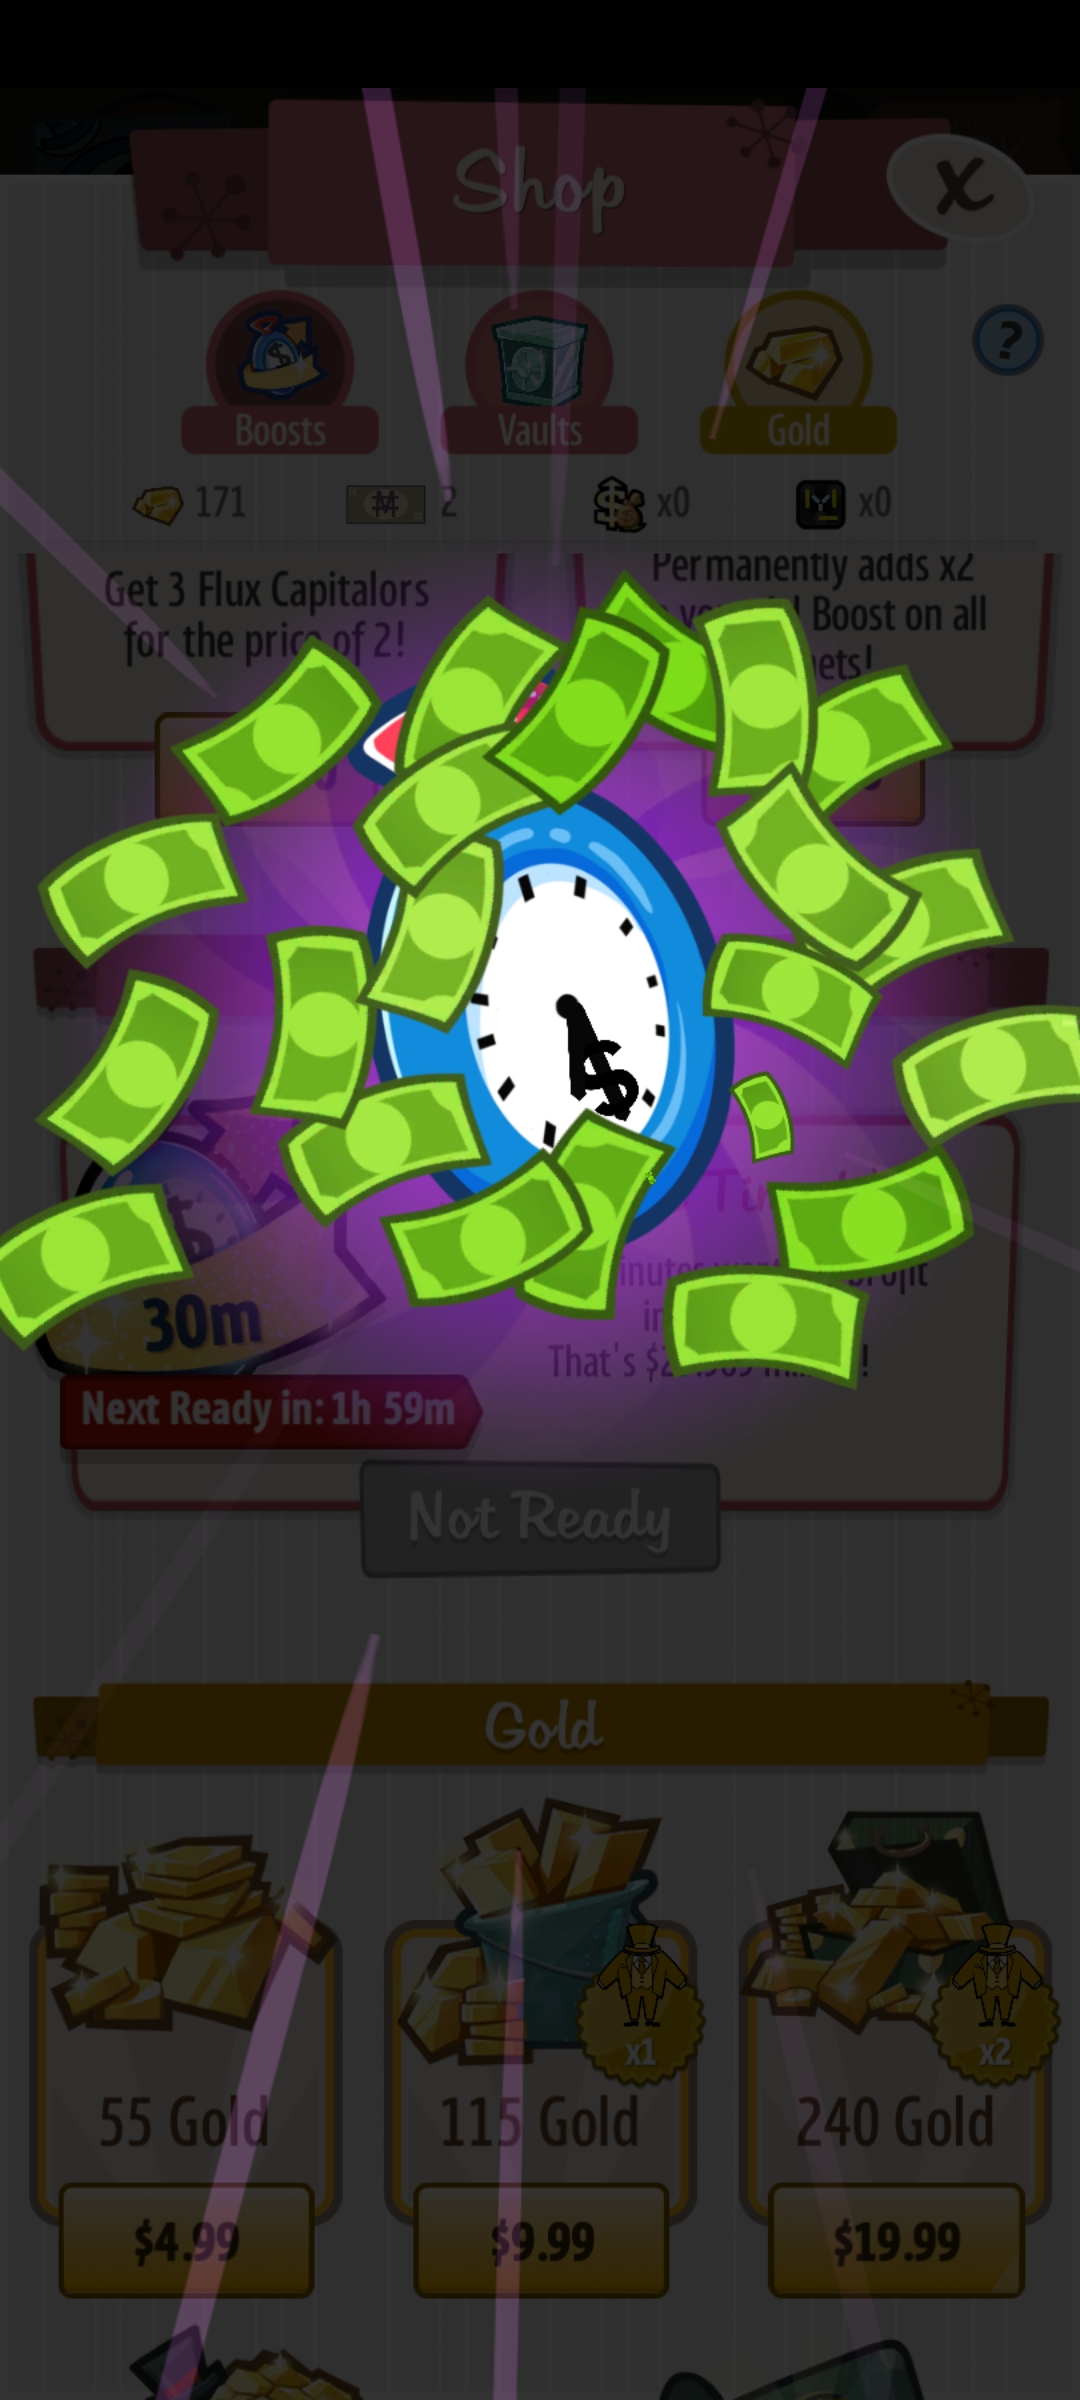 Shop
X
?
Boosts
Vaults
Gold
171
2
x0
x0
Get 3 Flux Capitalors
for the price of 2!
Permanently adds x2
Boost on all
$
30m
profit
That's
!
Next Ready in: 1h 59m
Not Ready
Gold
x1
x2
55 Gold
115 Gold
240 Gold
$4.99
$9.99
$19.99